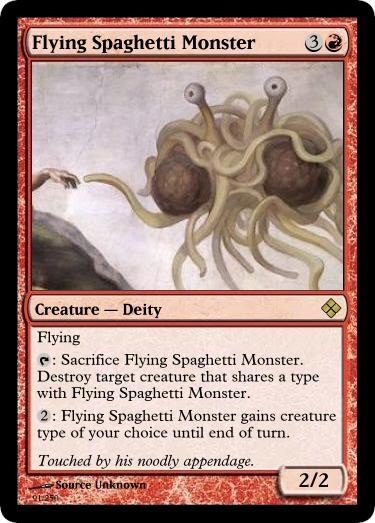 Flying Spaghetti Monster 3
Creature — Deity
Flying
: Sacrifice Flying Spaghetti Monster.
Destroy target creature that shares a type
with Flying Spaghetti Monster.
2: Flying Spaghetti Monster gains creature
type of your choice until end of turn.
Touched by his noodly appendage.
2/2
Source Unknown